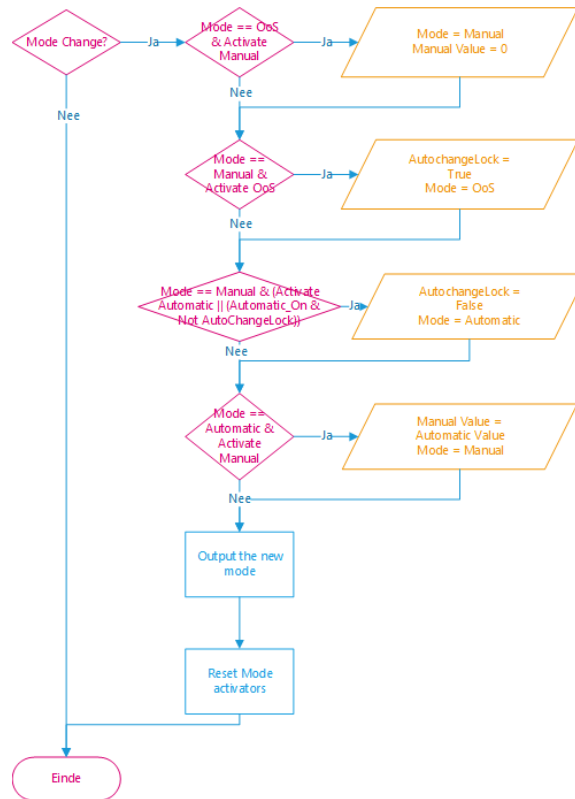 Mode Change?
Ja
Mode == OoS
& Activate
Manual
Ja
Mode = Manual
Manual Value = 0
Nee
Nee
Mode ==
Manual &
Activate OoS
Ja
AutochangeLock =
True
Mode = OoS
Nee
Mode == Manual & (Activate
Automatic || (Automatic_On &
Not AutoChangeLock))
Ja
AutochangeLock =
False
Mode = Automatic
Nee
Mode ==
Automatic &
Activate
Manual
Ja
Manual Value =
Automatic Value
Mode = Manual
Nee
Output the new
mode
Reset Mode
activators
Einde